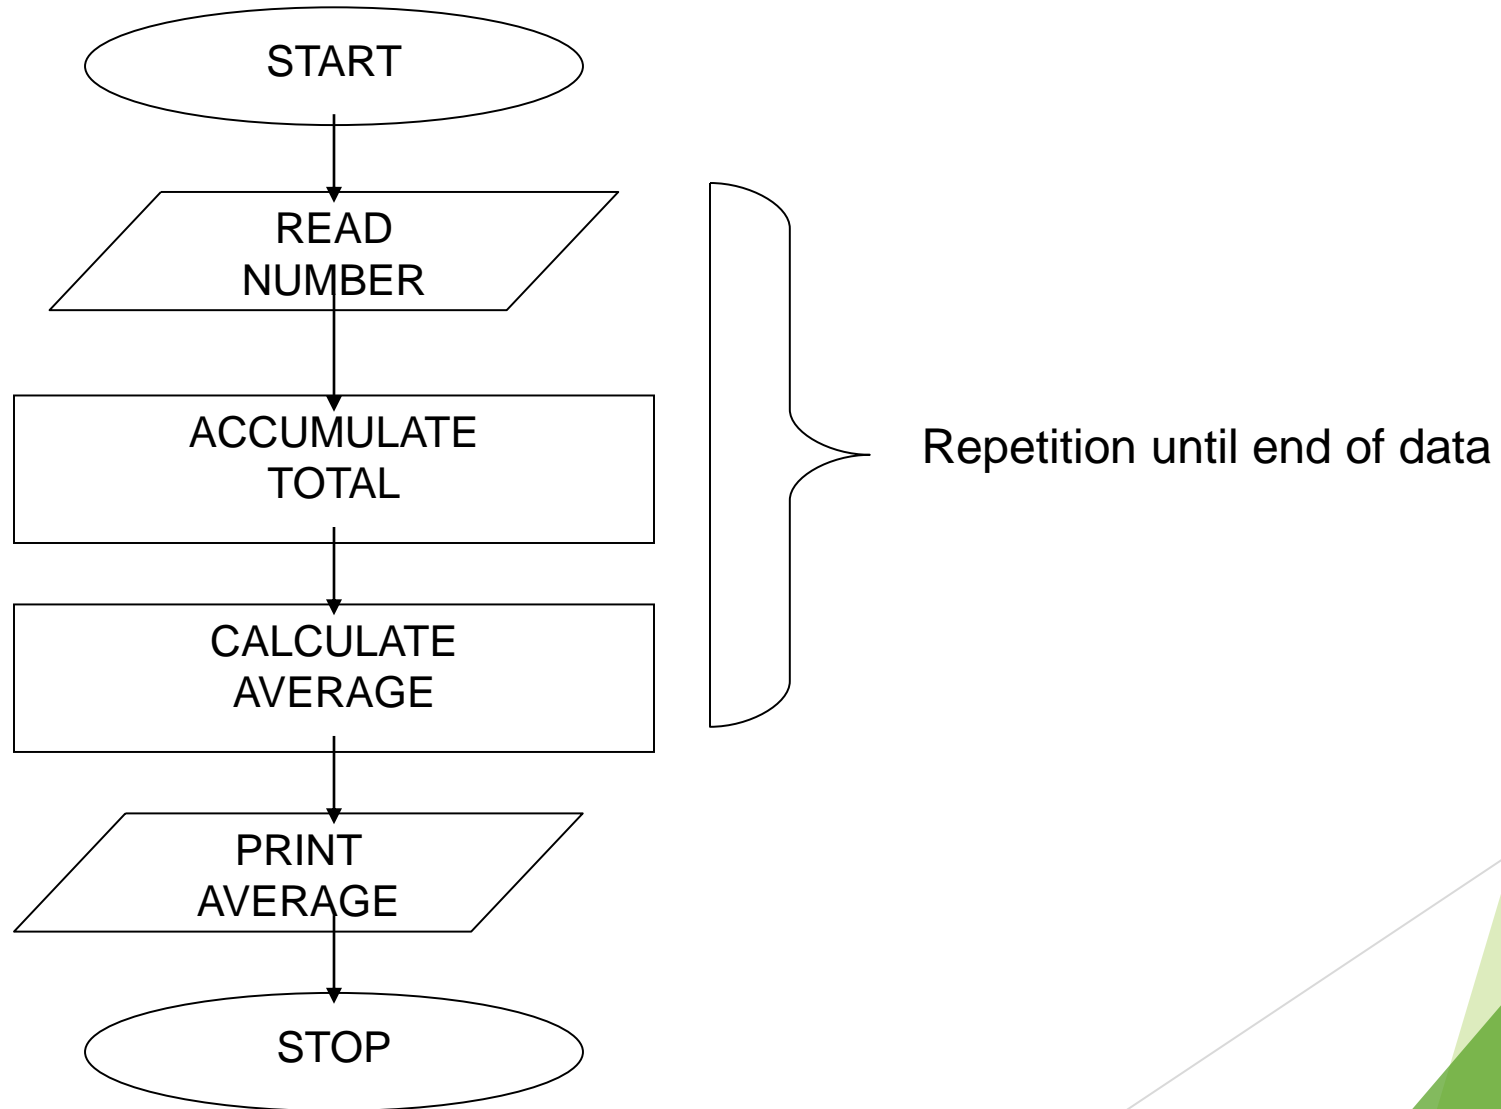 START
READ
NUMBER
ACCUMULATE
TOTAL
Repetition until end of data
CALCULATE
AVERAGE
PRINT
AVERAGE
STOP